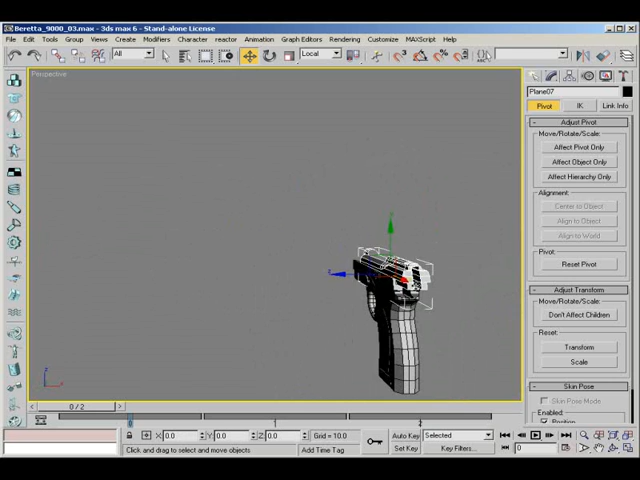 Beretta_9000_03.max - 3ds max 6 - Stand-alone License
File Edit Tools Group Views Create Modifiers Character reactor Animation Graph Editors Rendering Customize MAXScript Help
All Local
Perspective
Plane07
Pivot IK Link Info
- Adjust Pivot
Move/Rotate/Scale:
Affect Pivot Only
Affect Object Only
Affect Hierarchy Only
Alignment:
Center to Object
Align to Object
Align to World
Pivot:
Reset Pivot
- Adjust Transform
Move/Rotate/Scale:
Don't Affect Children
Reset:
Transform
Scale
- Skin Pose
Skin Pose Mode
Enabled:
z
x
< 0 / 2 >
0 1 2
X: 0.0 Y: 0.0 Z: 0.0 Grid = 10.0 Auto Key Selected
Click and drag to select and move objects Add Time Tag Set Key Key Filters... 0